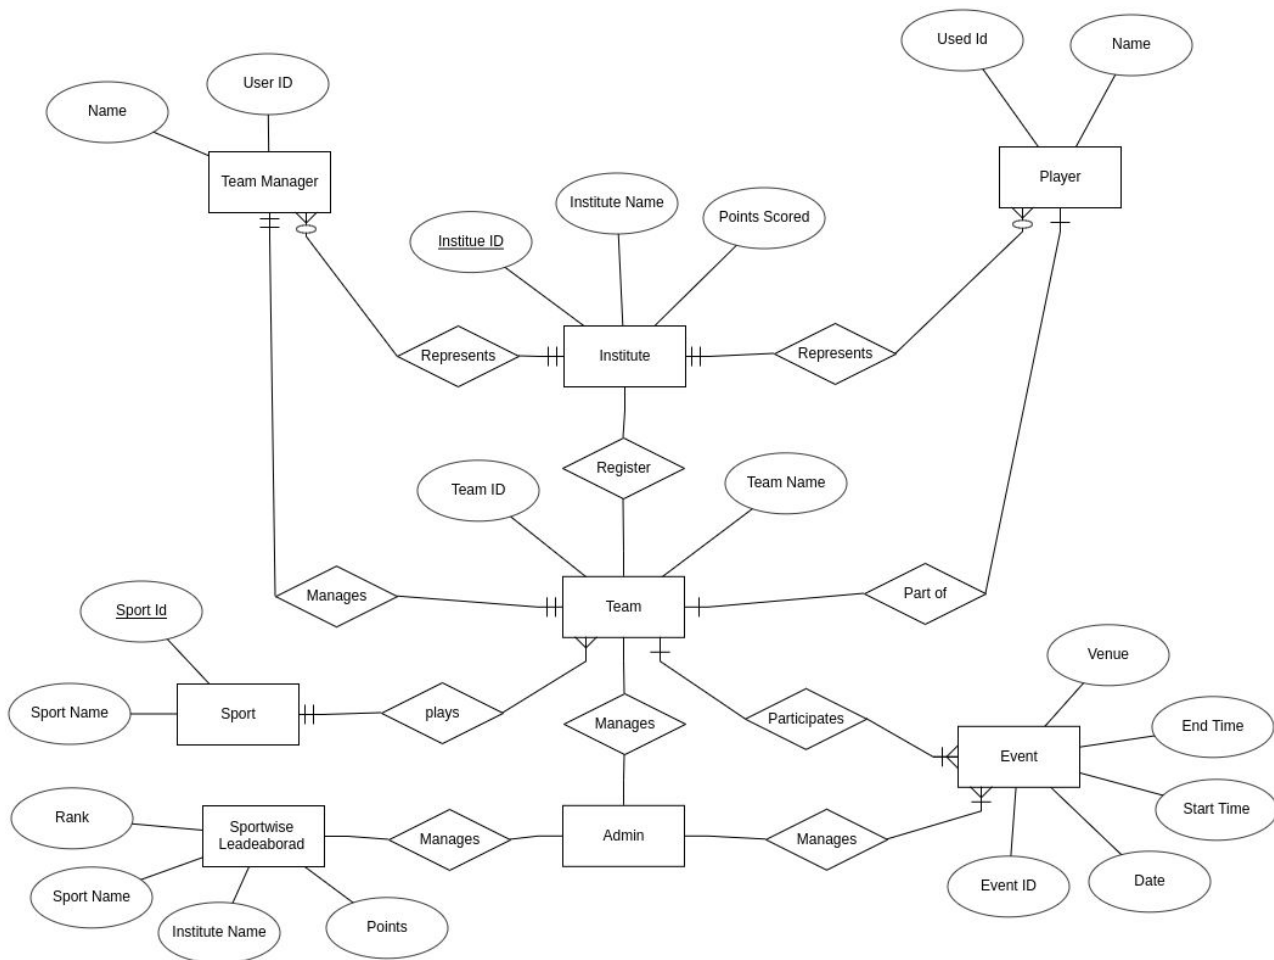 Used Id
Name
User ID
Name
Team Manager
Player
Institute Name
Points Scored
Institue ID
Represents
Institute
Represents
Register
Team ID
Team Name
Manages
Team
Part of
Sport Id
Venue
Sport Name
Sport
plays
Manages
Participates
End Time
Event
Start Time
Rank
Sportwise
Leadeaborad
Manages
Admin
Manages
Sport Name
Institute Name
Points
Event ID
Date